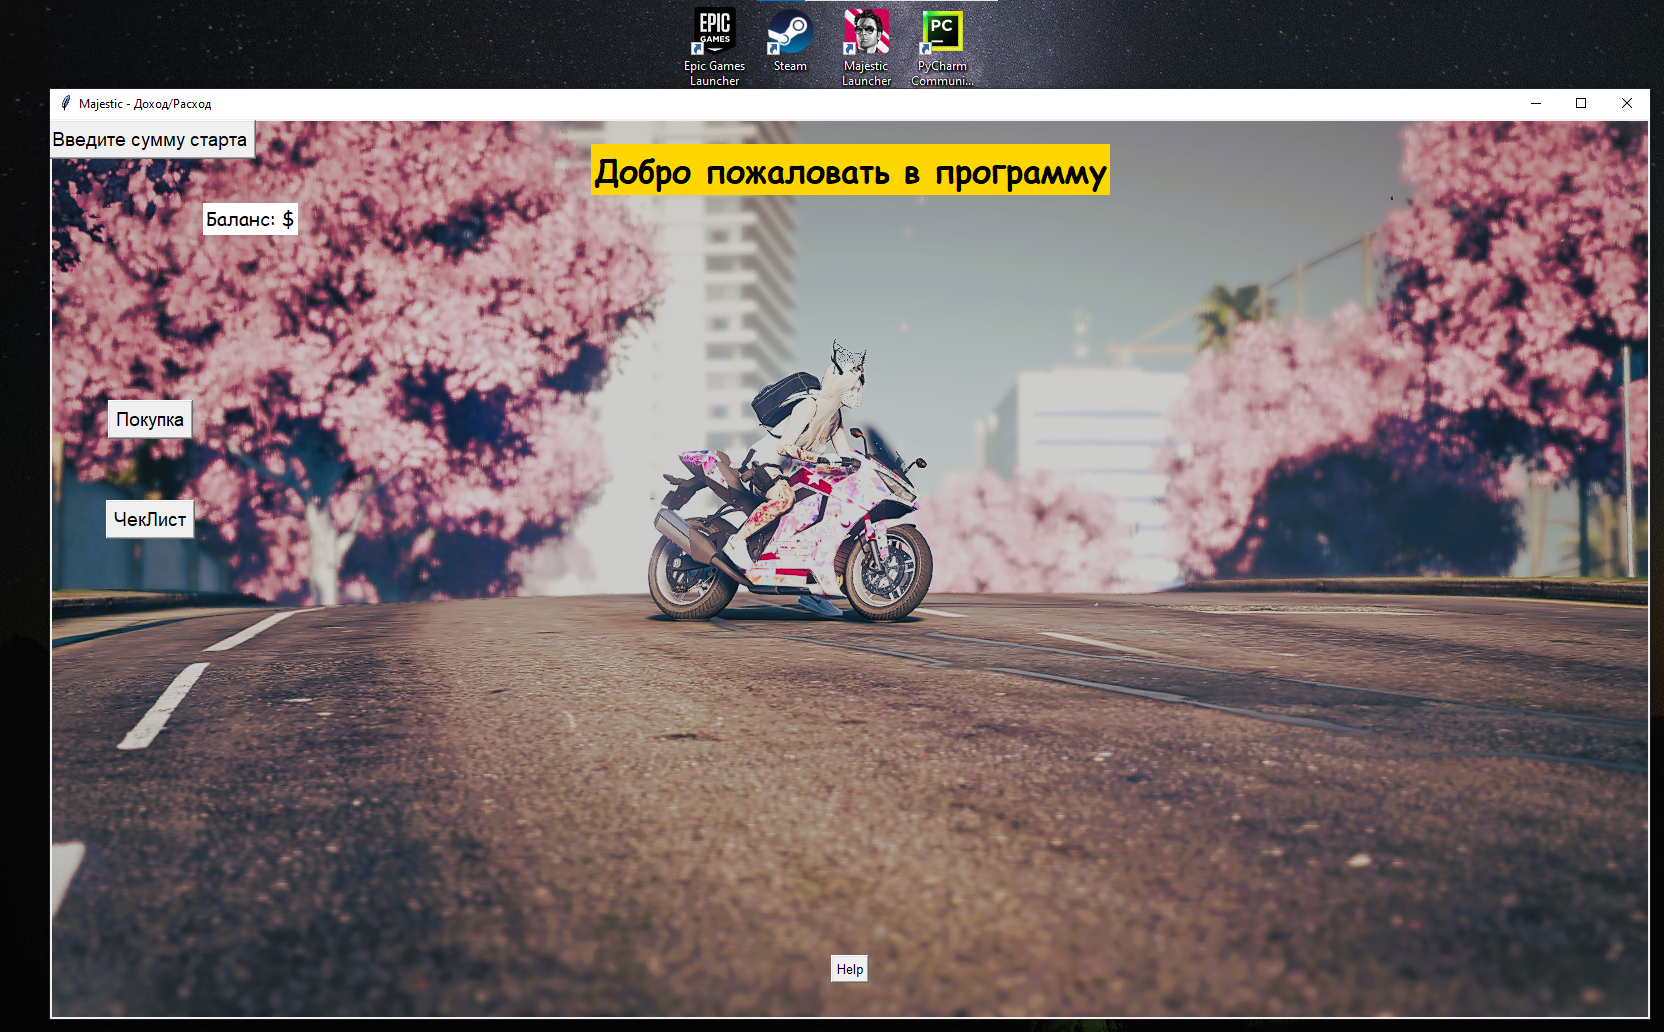 EPIC
GAMES
PC
Epic Games
Launcher
Steam
Majestic
Launcher
PyCharm
Communi...
Majestic - Доход/Расход
Введите сумму старта
Добро пожаловать в программу
Баланс: $
Покупка
ЧекЛист
Help